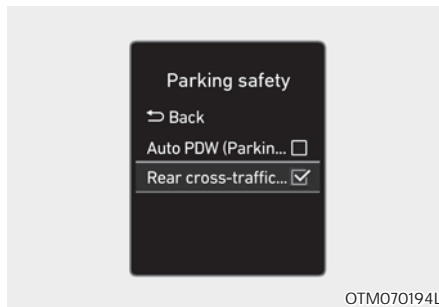 Parking safety
⮌ Back
Auto PDW (Parkin...
Rear cross-traffic...
OTM070194L